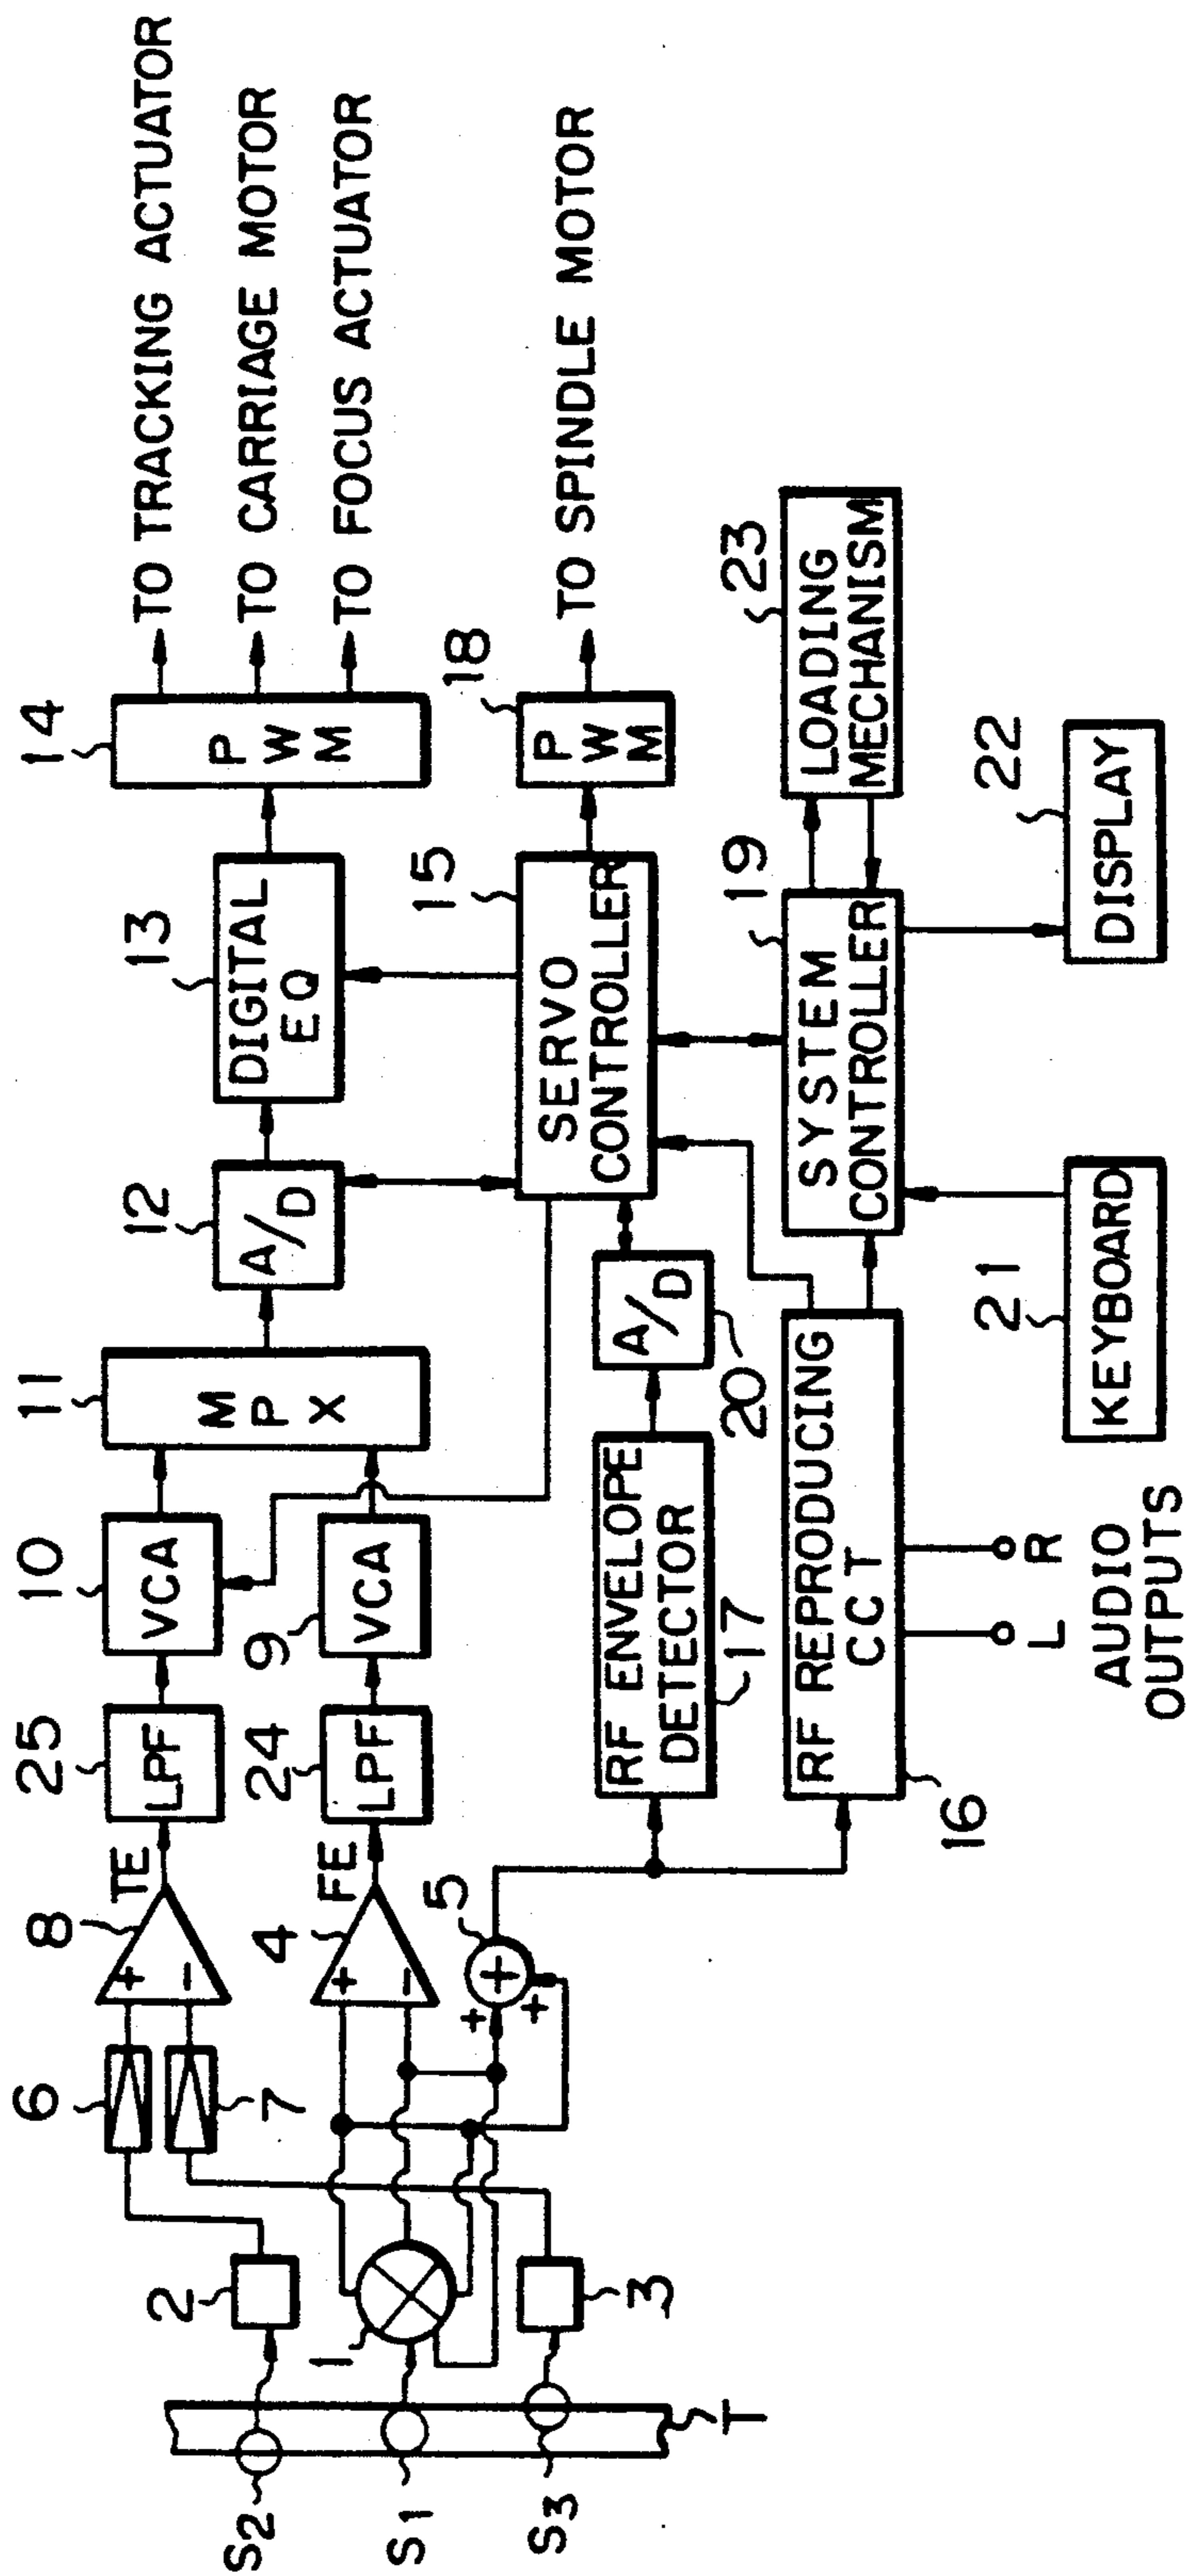 S2
S1
S3
T
2
1
3
6
7
8
+
−
TE
4
+
−
FE
5
+
+
+
25
LPF
24
LPF
10
VCA
9
VCA
11
M
P
X
12
A/D
13
DIGITAL
EQ
14
P
W
M
TO TRACKING ACTUATOR
TO CARRIAGE MOTOR
TO FOCUS ACTUATOR
15
SERVO
CONTROLLER
18
P
W
M
TO SPINDLE MOTOR
RF ENVELOPE
DETECTOR
17
A/D
20
RF REPRODUCING
CCT
16
L
R
AUDIO
OUTPUTS
19
SYSTEM
CONTROLLER
23
LOADING
MECHANISM
21
KEYBOARD
22
DISPLAY